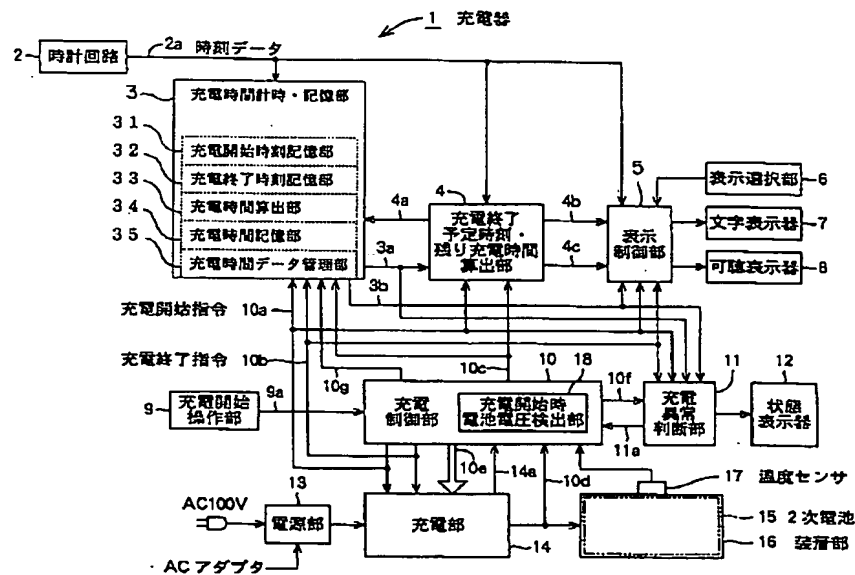 1 充電器
2a 時刻データ
2 時計回路
3 充電時間計時・記憶部
31 充電開始時刻記憶部
32 充電終了時刻記憶部
33 充電時間算出部
34 充電時間記憶部
35 充電時間データ管理部
4a
3a
3b
4
充電終了
予定時刻・
残り充電時間
算出部
4b
4c
5
表示
制御部
表示選択部 6
文字表示器 7
可聴表示器 8
充電開始指令 10a
充電終了指令 10b
10g
10c
10
18
充電
制御部
充電開始時
電池電圧検出部
9 充電開始
操作部
9a
10f
11a
11
充電
異常
判断部
12
状態
表示器
10e
14a
10d
17 温度センサ
AC100V
13
電源部
ACアダプタ
充電部
14
15 2次電池
16 装着部